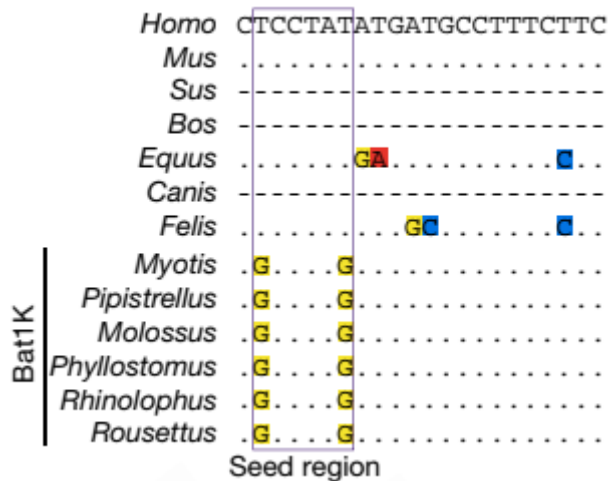 Homo CTCCTATATGATGCCTTTCTTC
Mus ......................
Sus ----------------------
Bos ----------------------
Equus .......GA..........C..
Canis ----------------------
Felis ..........GC.......C..
Myotis .G....G...............
Pipistrellus .G....G...............
Molossus .G....G...............
Phyllostomus .G....G...............
Rhinolophus .G....G...............
Rousettus .G....G...............
Bat1K
Seed region